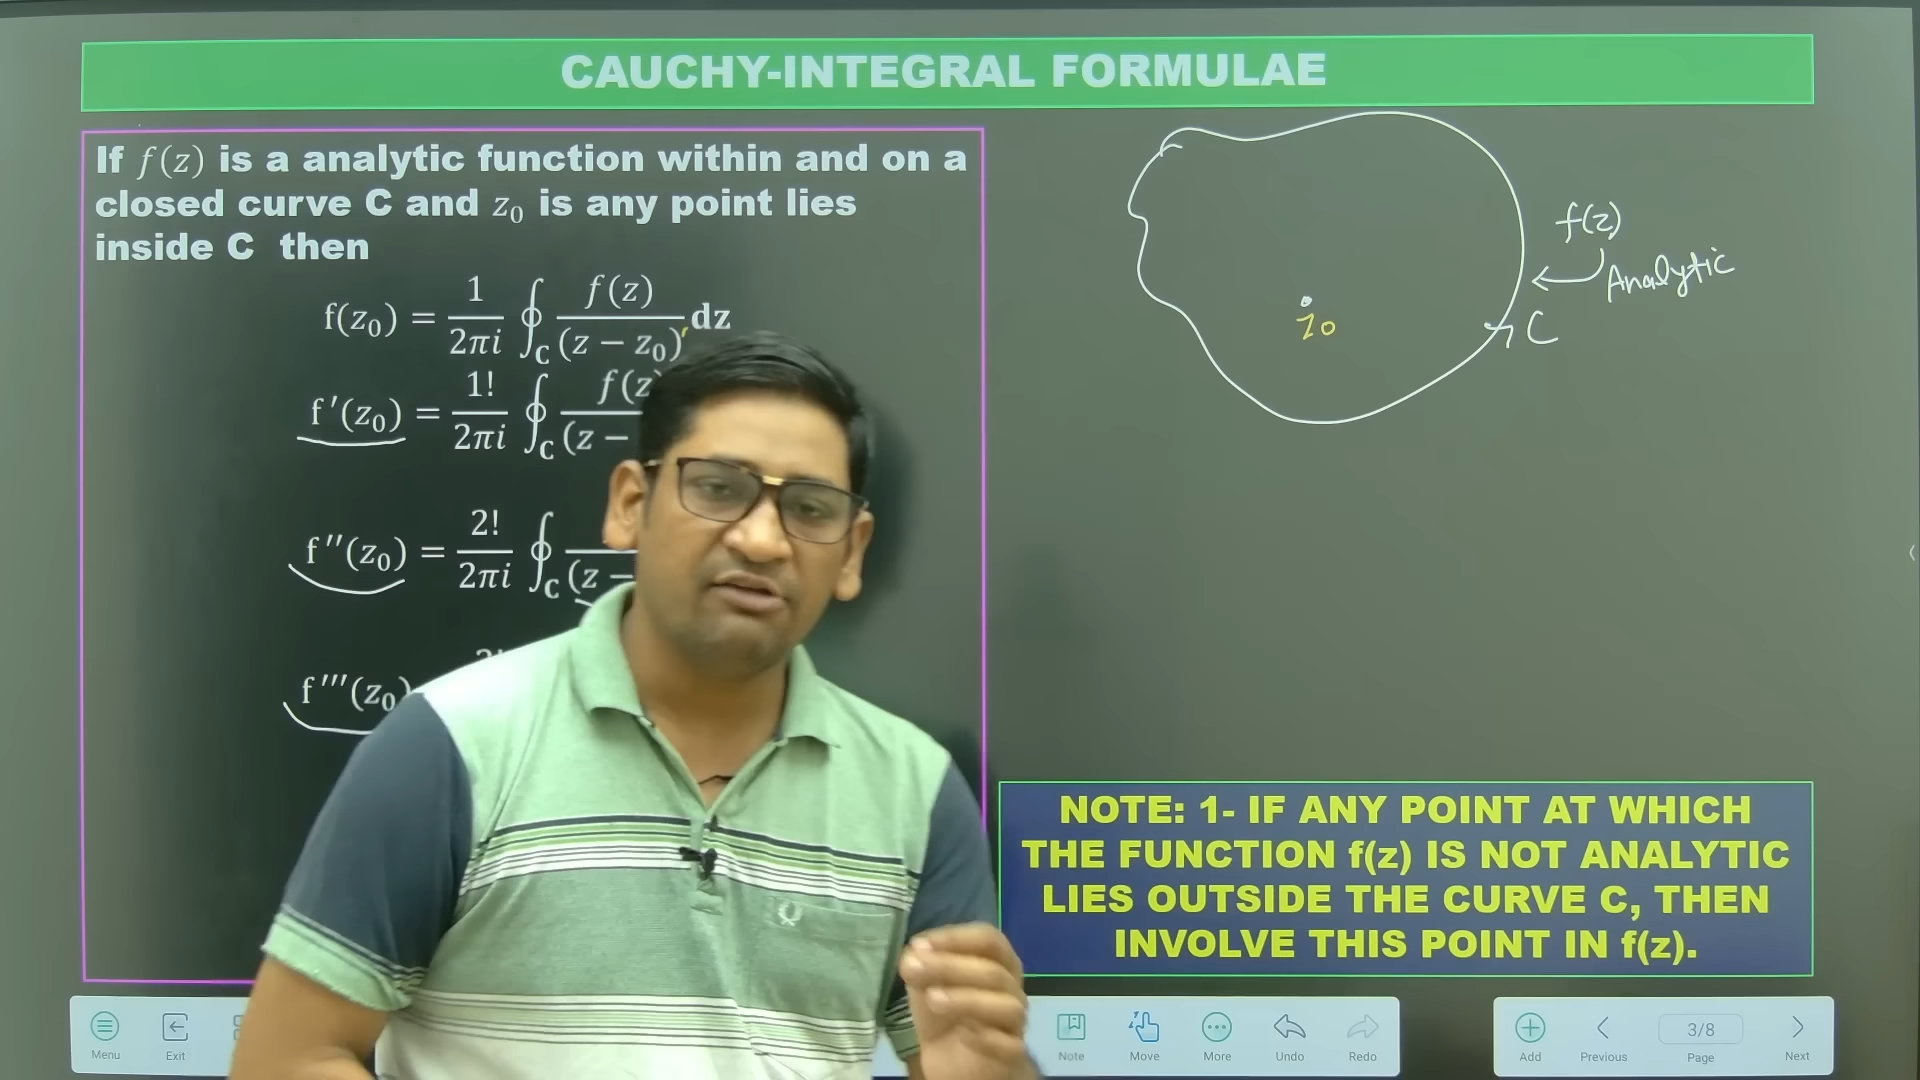 CAUCHY-INTEGRAL FORMULAE
If f(z) is a analytic function within and on a
closed curve C and z₀ is any point lies
inside C then
f(z₀) = 1/2πi ∮_C f(z)/(z − z₀) dz
f′(z₀) = 1!/2πi ∮_C f(z)/(z −
f″(z₀) = 2!/2πi ∮_C (z −
f‴(z₀)
f(z)
Analytic
C
z₀
NOTE: 1- IF ANY POINT AT WHICH
THE FUNCTION f(z) IS NOT ANALYTIC
LIES OUTSIDE THE CURVE C, THEN
INVOLVE THIS POINT IN f(z).
Menu Exit Note Move More Undo Redo Add Previous 3/8 Page Next